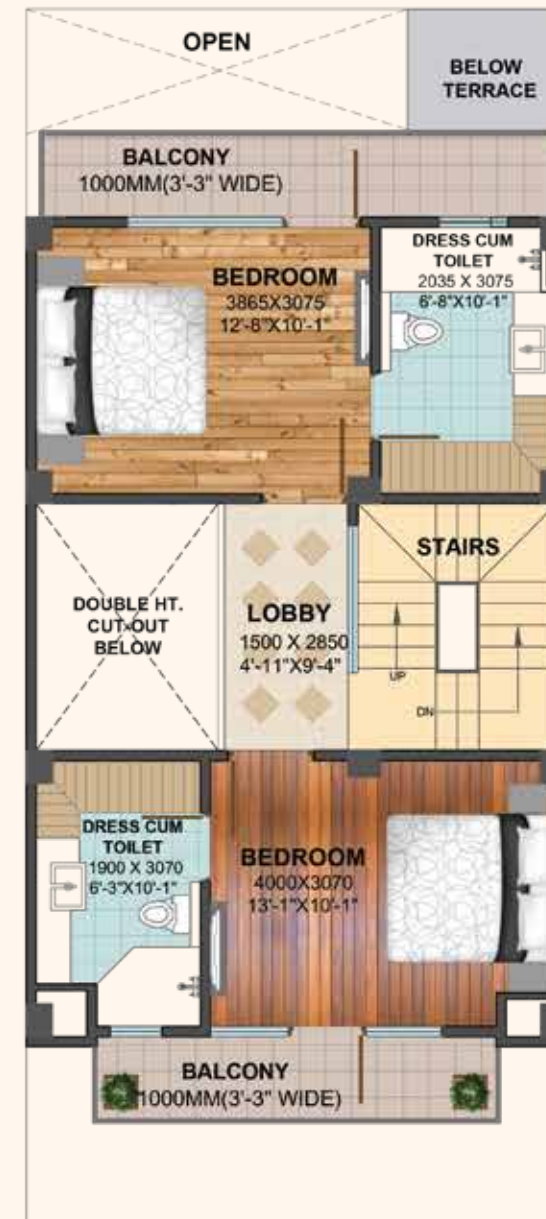 OPEN
BELOW
TERRACE
BALCONY
1000MM(3'-3" WIDE)
BEDROOM
3865X3075
12'-8"X10'-1"
DRESS CUM
TOILET
2035 X 3075
6'-8"X10'-1"
DOUBLE HT.
CUT-OUT
BELOW
LOBBY
1500 X 2850
4'-11"X9'-4"
STAIRS
UP
DN
DRESS CUM
TOILET
1900 X 3070
6'-3"X10'-1"
BEDROOM
4000X3070
13'-1"X10'-1"
BALCONY
1000MM(3'-3" WIDE)